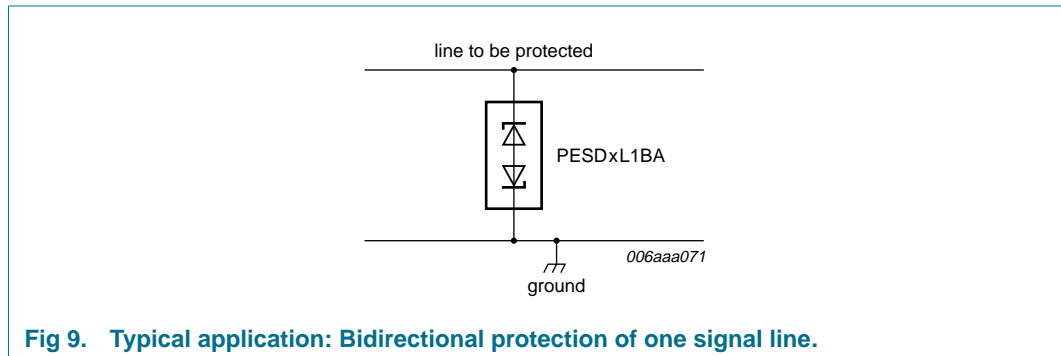 line to be protected
PESDxL1BA
006aaa071
ground
Fig 9. Typical application: Bidirectional protection of one signal line.